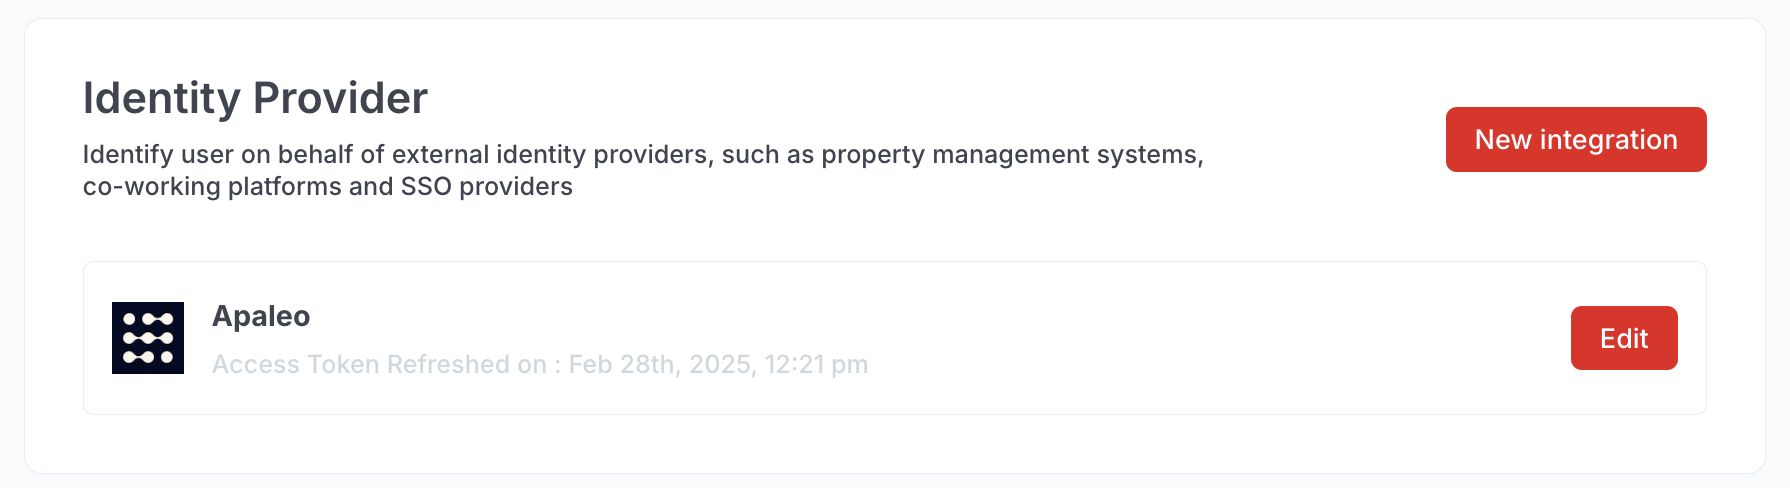 Identity Provider
Identify user on behalf of external identity providers, such as property management systems,
co-working platforms and SSO providers
New integration
Apaleo
Access Token Refreshed on : Feb 28th, 2025, 12:21 pm
Edit